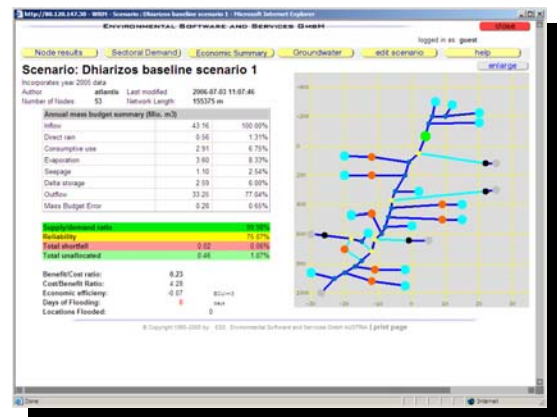 http://80.120.147.30 - WRM - Scenario: Dhiarizos baseline scenario 1 - Microsoft Internet Explorer
ENVIRONMENTAL SOFTWARE AND SERVICES GMBH
close
logged in as guest
Node results Sectoral Demand Economic Summary Groundwater edit scenario help
Scenario: Dhiarizos baseline scenario 1
enlarge
Incorporates year 2005 data
Author atlantis Last modified 2006-07-03 11:07:46
Number of Nodes 53 Network Length 155375 m
Annual mass budget summary (Mio. m3)
Inflow 43.16 100.00%
Direct rain 0.56 1.31%
Consumptive use 2.91 6.75%
Evaporation 3.60 8.33%
Seepage 1.10 2.54%
Delta storage 2.59 6.00%
Outflow 33.25 77.04%
Mass Budget Error 0.28 0.65%
Supply/demand ratio
Reliability
Total shortfall 0.02 0.06%
Total unallocated 0.46 1.07%
Benefit/Cost ratio: 0.23
Cost/Benefit Ratio: 4.28
Economic efficieny: -0.07
Days of Flooding: 0 days
Locations Flooded: 0
print page
Done
Internet